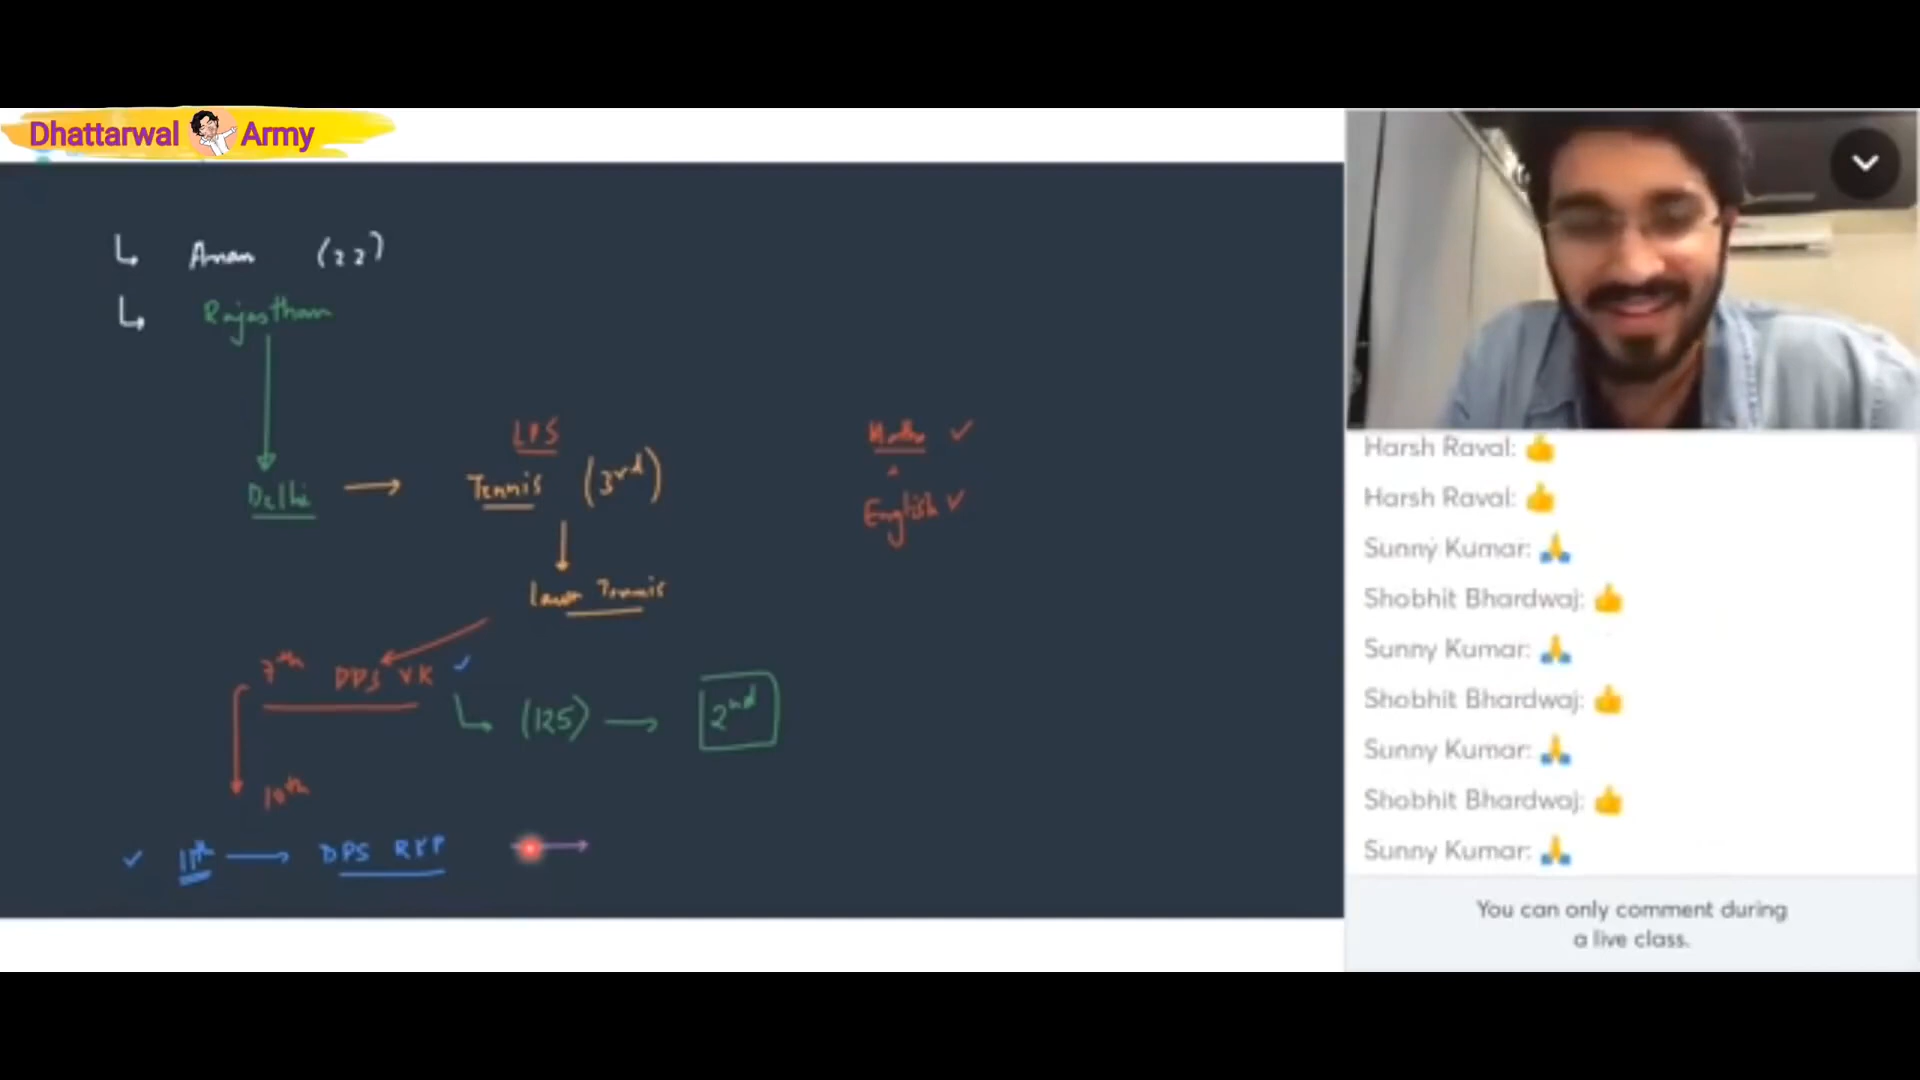 Dhattarwal Army
Aman (22)
Rajasthan
LPS
Maths ✓
Delhi → Tennis (3rd)
English ✓
Lawn Tennis
7th DPS VK ✓
(125) → 2nd
10th
✓ 11th → DPS RKP
Harsh Raval: 👍
Harsh Raval: 👍
Sunny Kumar: 🙏
Shobhit Bhardwaj: 👍
Sunny Kumar: 🙏
Shobhit Bhardwaj: 👍
Sunny Kumar: 🙏
Shobhit Bhardwaj: 👍
Sunny Kumar: 🙏
You can only comment during
a live class.